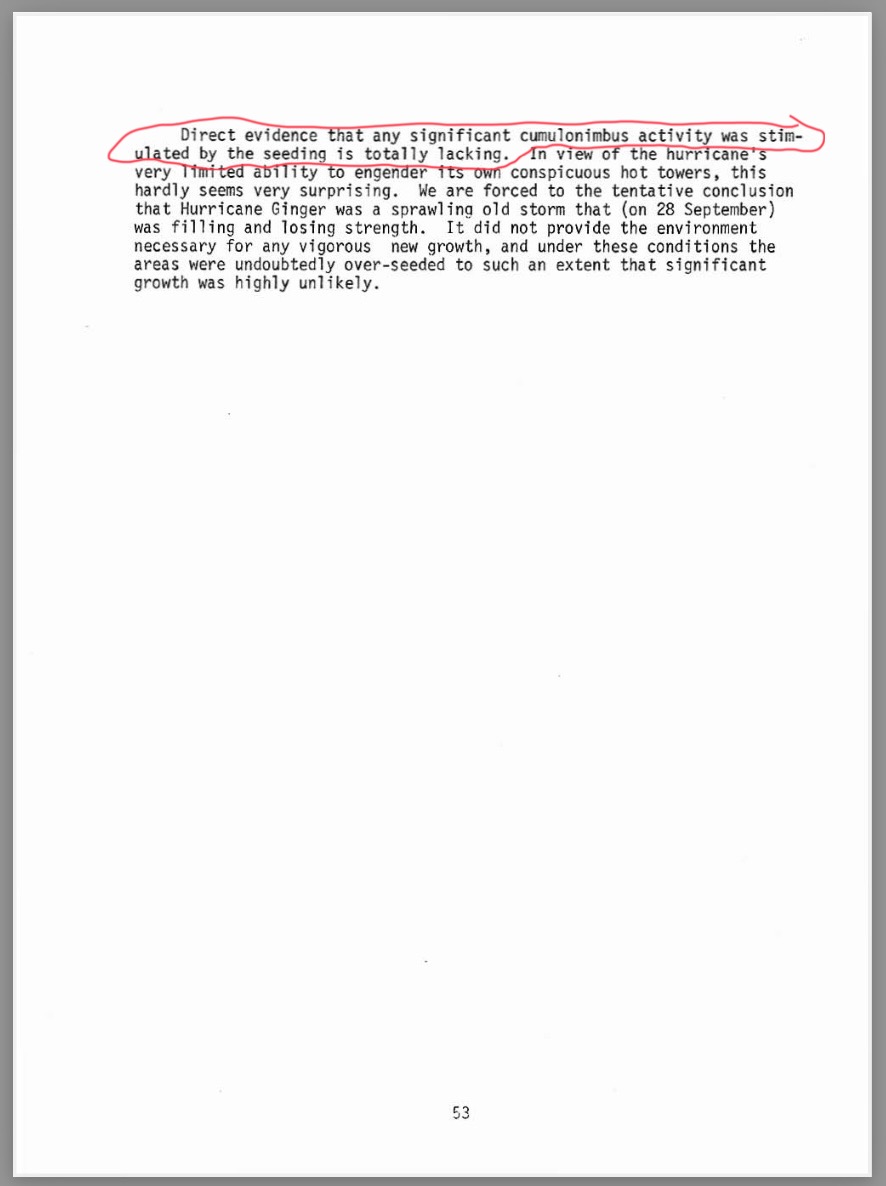 Direct evidence that any significant cumulonimbus activity was stim-
ulated by the seeding is totally lacking. In view of the hurricane's
very limited ability to engender its own conspicuous hot towers, this
hardly seems very surprising. We are forced to the tentative conclusion
that Hurricane Ginger was a sprawling old storm that (on 28 September)
was filling and losing strength. It did not provide the environment
necessary for any vigorous new growth, and under these conditions the
areas were undoubtedly over-seeded to such an extent that significant
growth was highly unlikely.
53